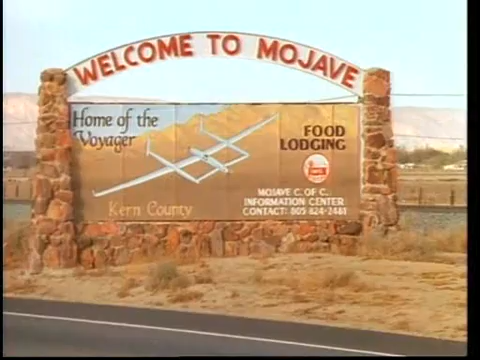 WELCOME TO MOJAVE
Home of the
Voyager
FOOD
LODGING
Kern County
MOJAVE C. OF C.
INFORMATION CENTER
CONTACT: 805-824-2481